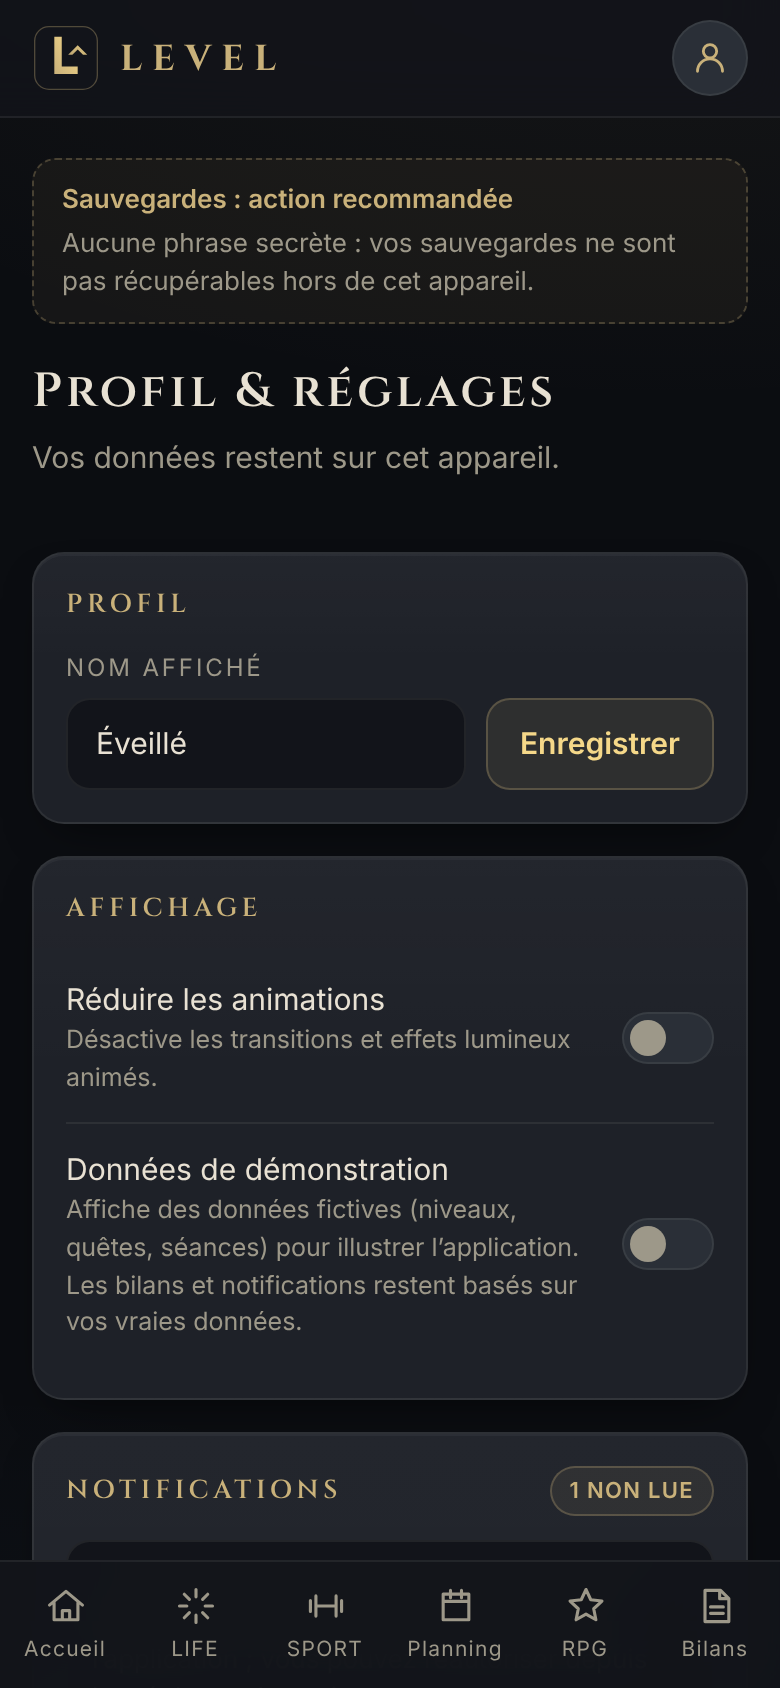 L^ LEVEL
Sauvegardes : action recommandée
Aucune phrase secrète : vos sauvegardes ne sont
pas récupérables hors de cet appareil.
PROFIL & RÉGLAGES
Vos données restent sur cet appareil.
PROFIL
NOM AFFICHÉ
Éveillé
Enregistrer
AFFICHAGE
Réduire les animations
Désactive les transitions et effets lumineux
animés.
Données de démonstration
Affiche des données fictives (niveaux,
quêtes, séances) pour illustrer l’application.
Les bilans et notifications restent basés sur
vos vraies données.
NOTIFICATIONS
1 NON LUE
Accueil
LIFE
SPORT
Planning
RPG
Bilans